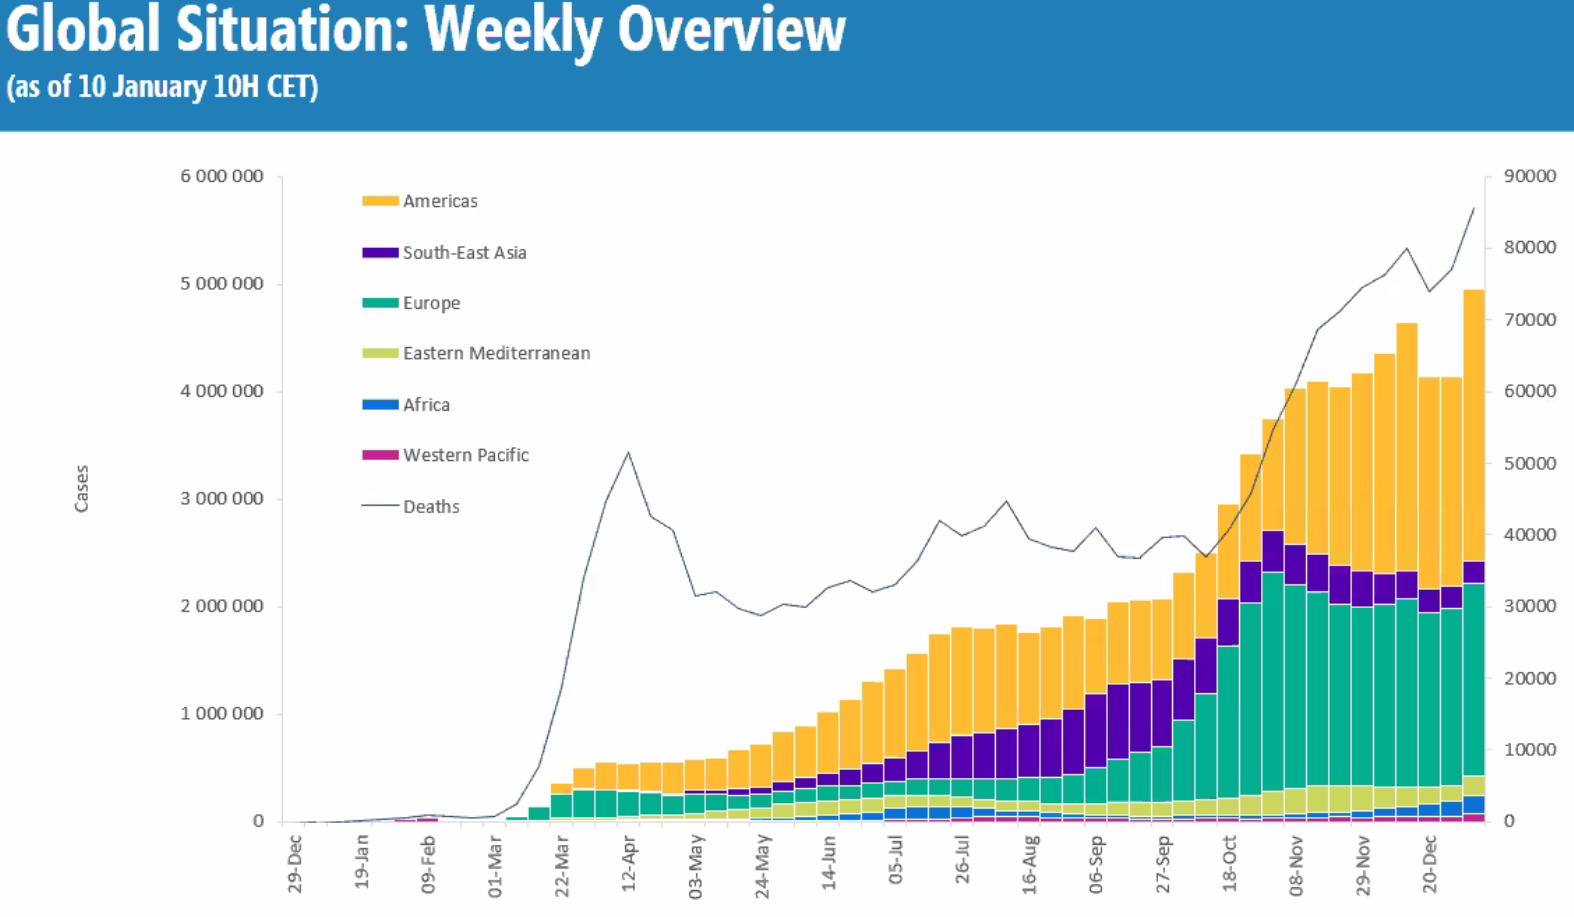 Global Situation: Weekly Overview
(as of 10 January 10H CET)
6 000 000
5 000 000
4 000 000
3 000 000
2 000 000
1 000 000
0
Cases
Americas
South-East Asia
Europe
Eastern Mediterranean
Africa
Western Pacific
Deaths
90000
80000
70000
60000
50000
40000
30000
20000
10000
0
29-Dec
19-Jan
09-Feb
01-Mar
22-Mar
12-Apr
03-May
24-May
14-Jun
05-Jul
26-Jul
16-Aug
06-Sep
27-Sep
18-Oct
08-Nov
29-Nov
20-Dec